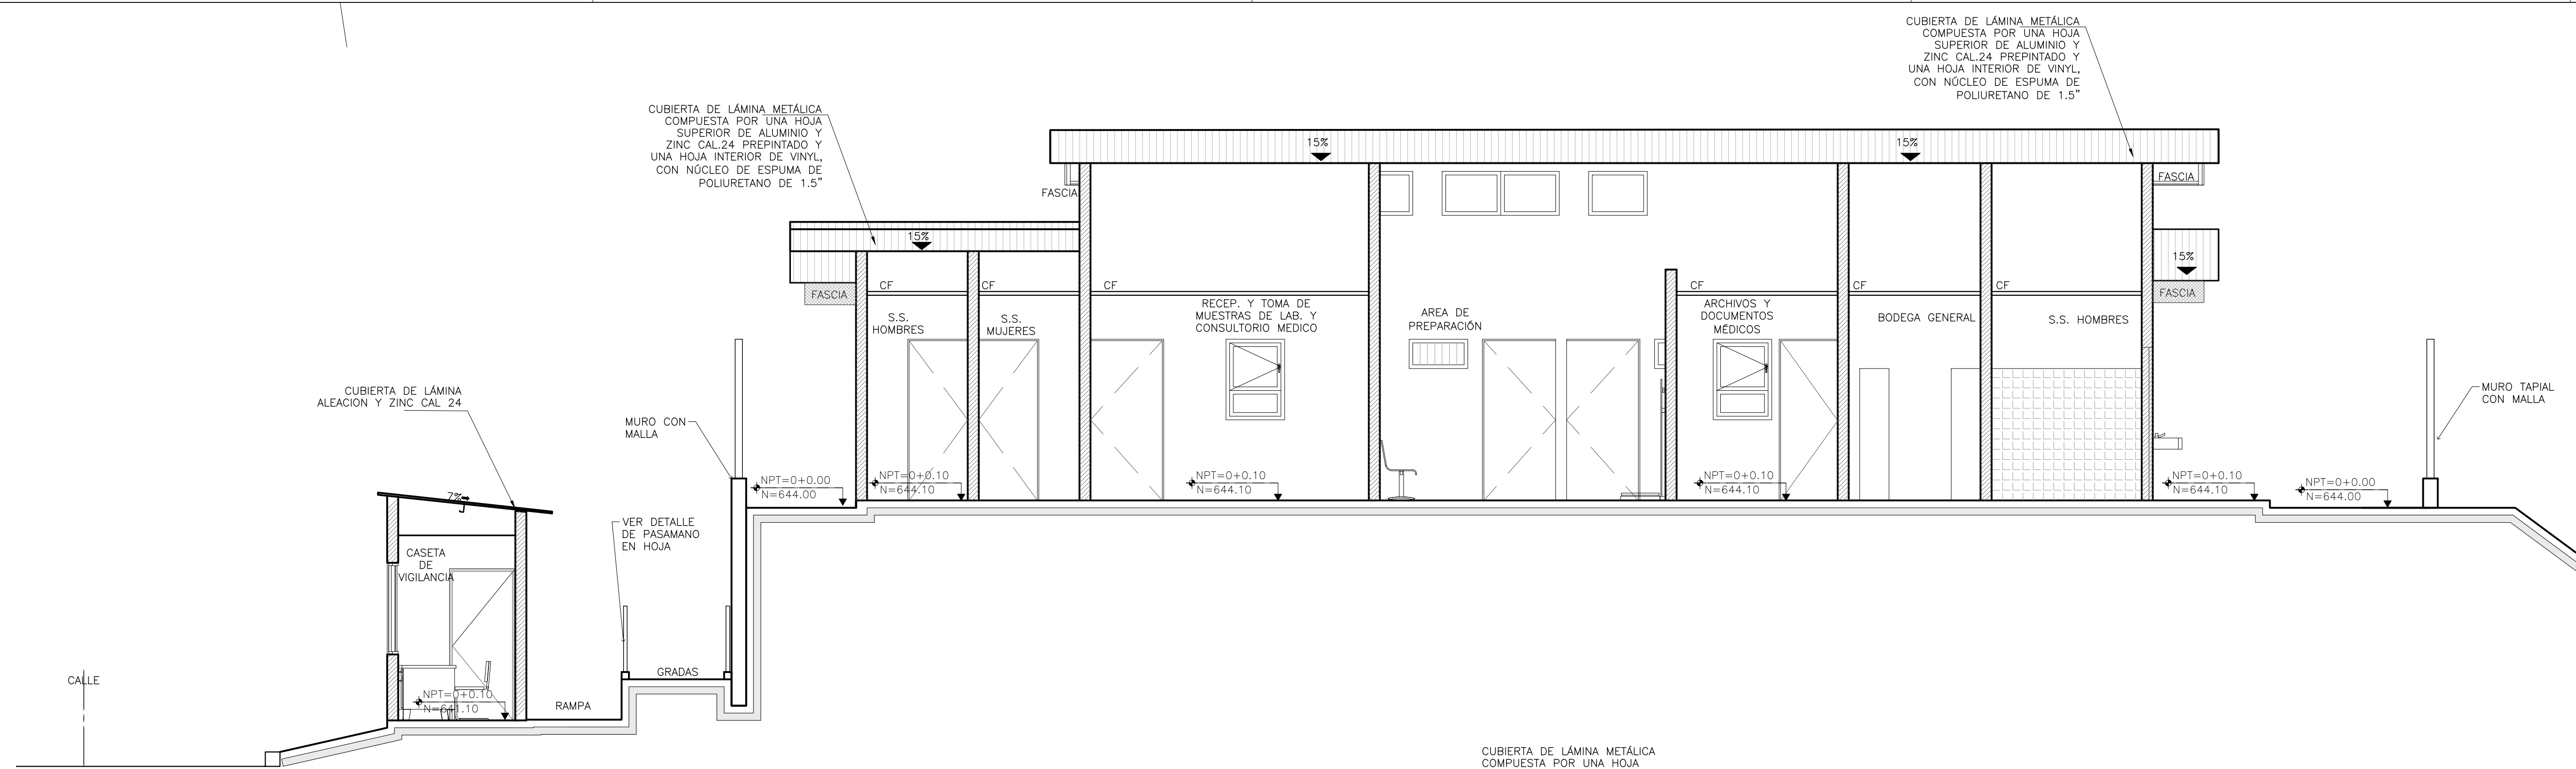 CUBIERTA DE LÁMINA METÁLICA
COMPUESTA POR UNA HOJA
SUPERIOR DE ALUMINIO Y
ZINC CAL.24 PREPINTADO Y
UNA HOJA INTERIOR DE VINYL,
CON NÚCLEO DE ESPUMA DE
POLIURETANO DE 1.5"
CUBIERTA DE LÁMINA METÁLICA
COMPUESTA POR UNA HOJA
SUPERIOR DE ALUMINIO Y
ZINC CAL.24 PREPINTADO Y
UNA HOJA INTERIOR DE VINYL,
CON NÚCLEO DE ESPUMA DE
POLIURETANO DE 1.5"
15%
15%
FASCIA
FASCIA
15%
15%
FASCIA
FASCIA
CF
CF
CF
CF
CF
CF
S.S.
HOMBRES
S.S.
MUJERES
RECEP. Y TOMA DE
MUESTRAS DE LAB. Y
CONSULTORIO MEDICO
AREA DE
PREPARACIÓN
ARCHIVOS Y
DOCUMENTOS
MÉDICOS
BODEGA GENERAL
S.S. HOMBRES
CUBIERTA DE LÁMINA
ALEACION Y ZINC CAL 24
MURO CON
MALLA
MURO TAPIAL
CON MALLA
NPT=0+0.00
N=644.00
NPT=0+0.10
N=644.10
NPT=0+0.10
N=644.10
NPT=0+0.10
N=644.10
NPT=0+0.10
N=644.10
NPT=0+0.00
N=644.00
7%
VER DETALLE
DE PASAMANO
EN HOJA
CASETA
DE
VIGILANCIA
CALLE
NPT=0+0.10
N=641.10
RAMPA
GRADAS
CUBIERTA DE LÁMINA METÁLICA
COMPUESTA POR UNA HOJA